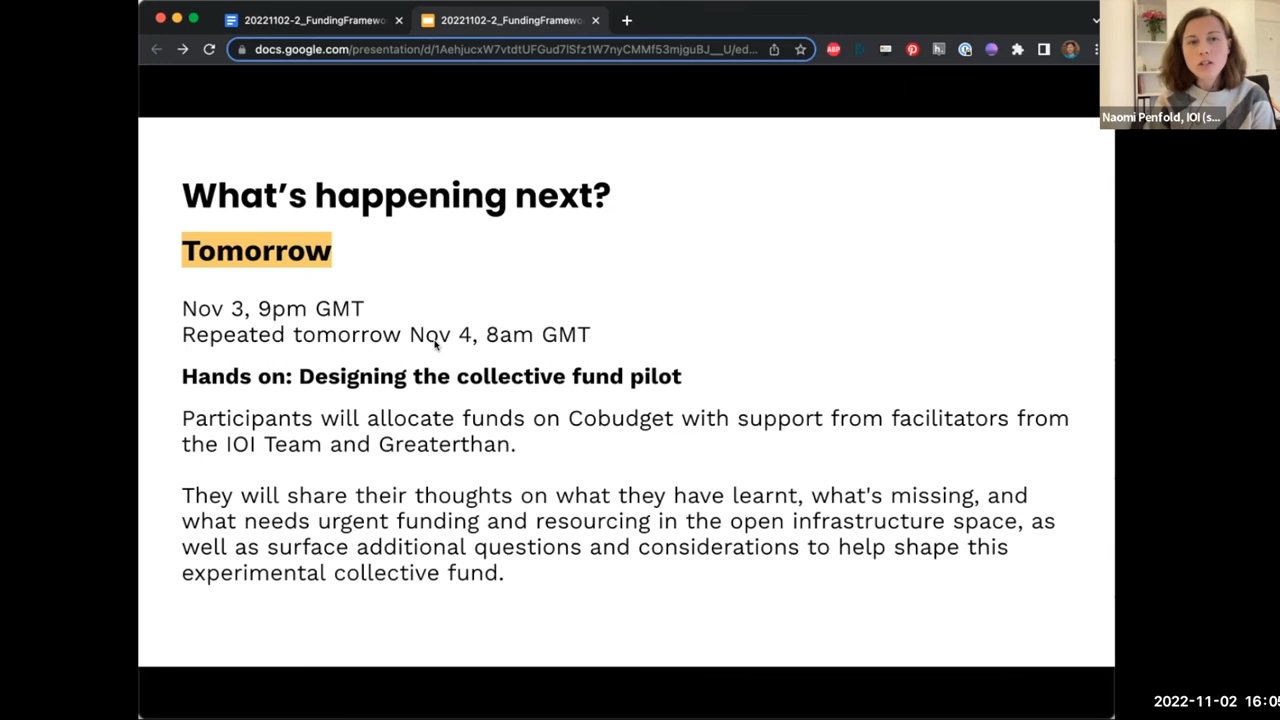 20221102-2_FundingFramewo
20221102-2_FundingFramewo
docs.google.com/presentation/d/1AehjucxW7vtdtUFGud7lSfz1W7nyCMMf53mjguBJ__U/ed...
ABP
h.
Naomi Penfold, IOI (s...
What's happening next?
Tomorrow
Nov 3, 9pm GMT
Repeated tomorrow Nov 4, 8am GMT
Hands on: Designing the collective fund pilot
Participants will allocate funds on Cobudget with support from facilitators from
the IOI Team and Greaterthan.
They will share their thoughts on what they have learnt, what's missing, and
what needs urgent funding and resourcing in the open infrastructure space, as
well as surface additional questions and considerations to help shape this
experimental collective fund.
2022-11-02 16:05